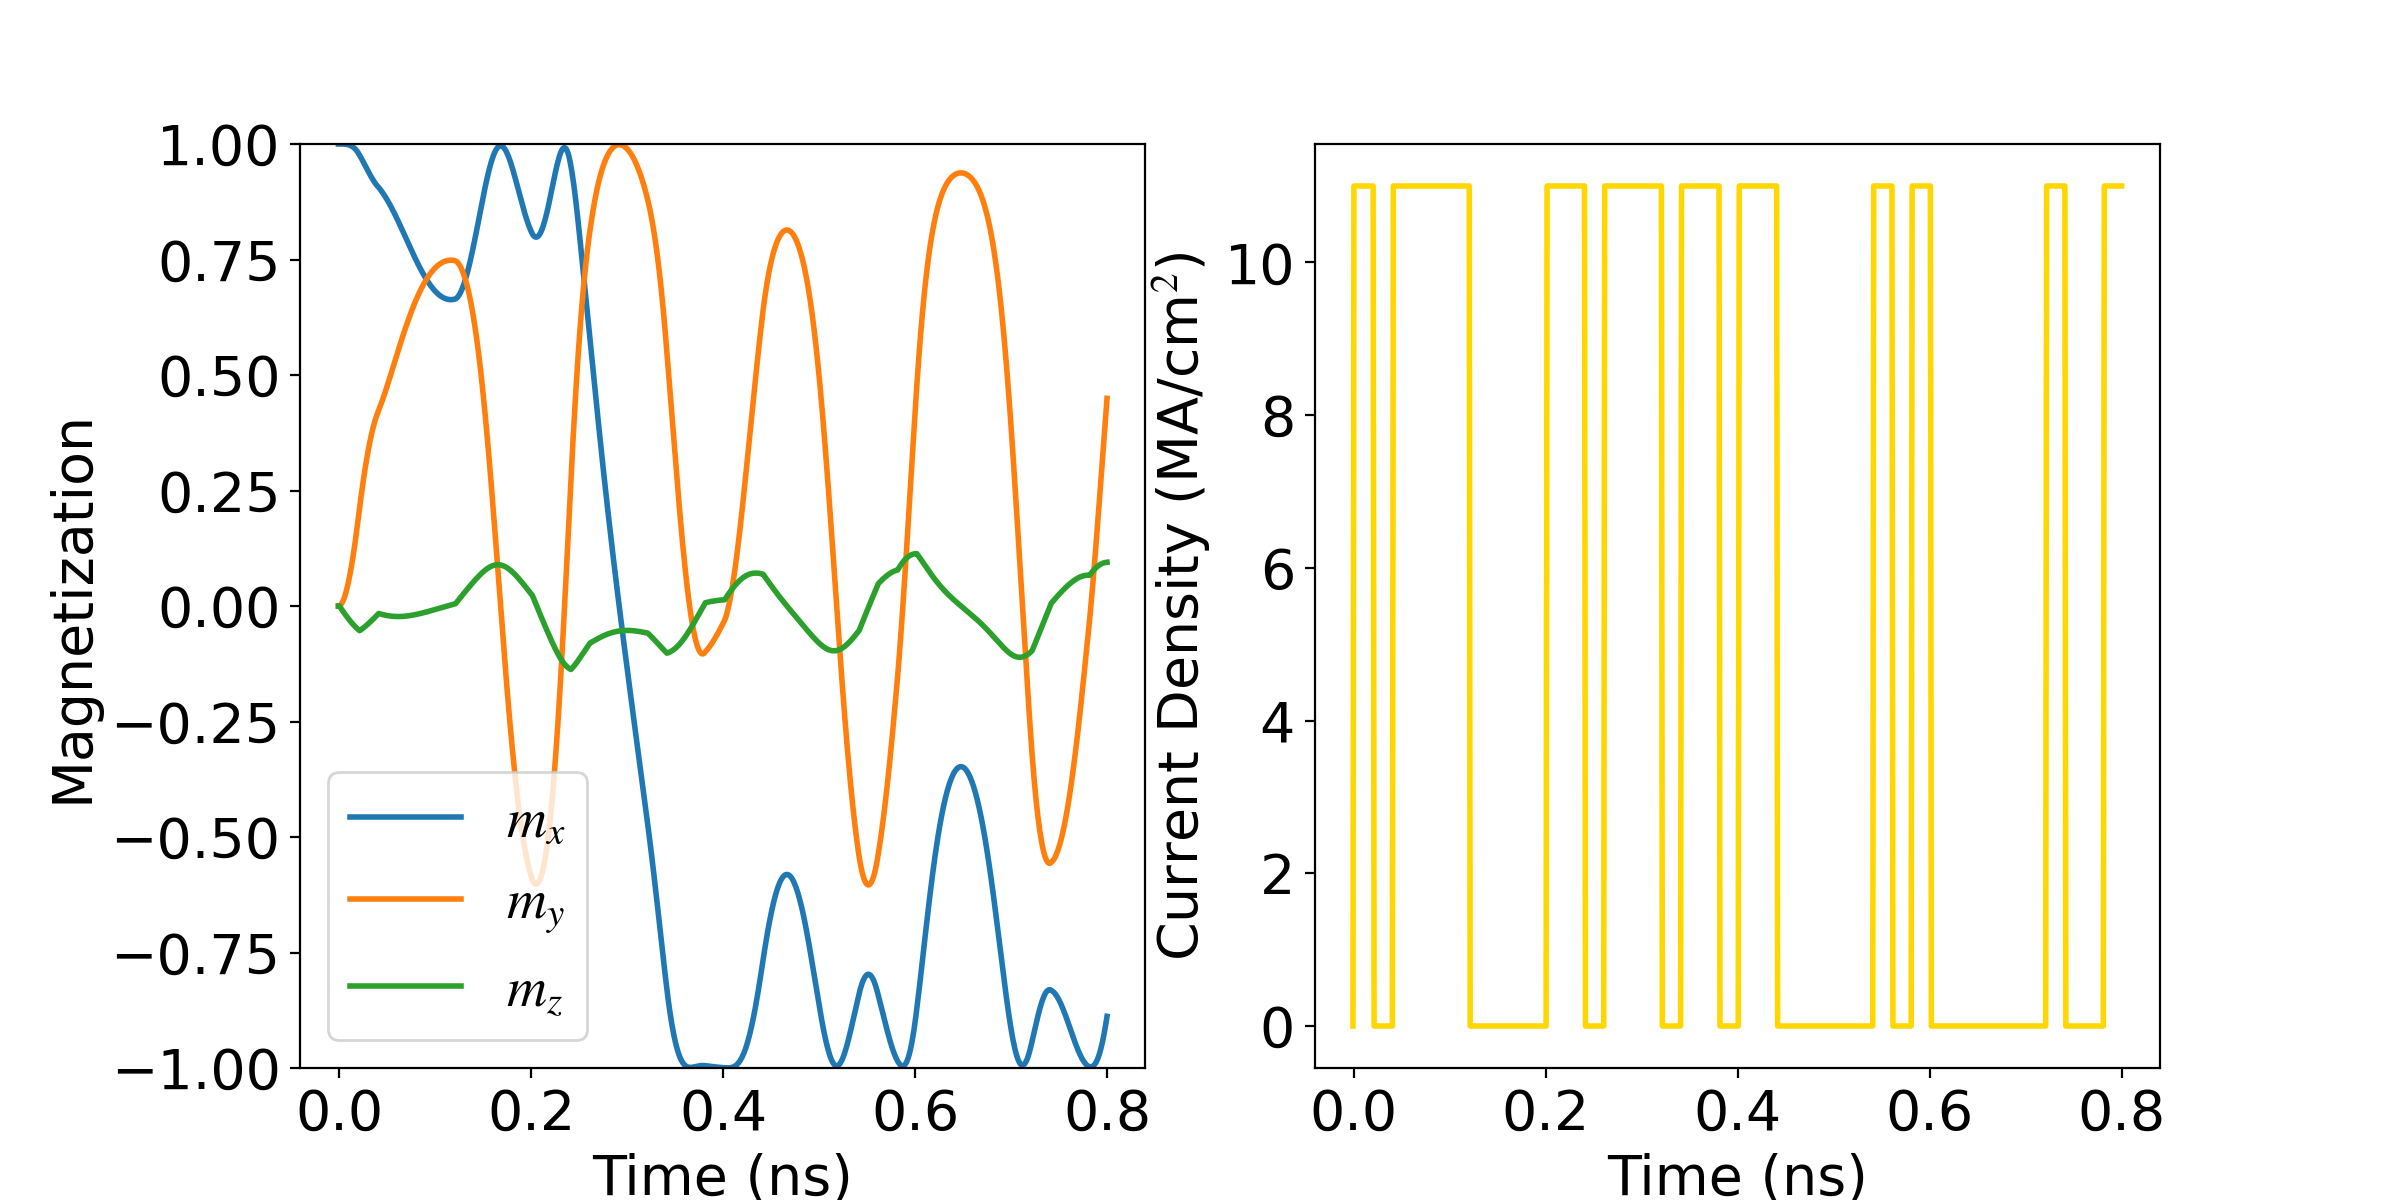 1.00
0.75
0.50
0.25
0.00
−0.25
−0.50
−0.75
−1.00
Magnetization
m_x
m_y
m_z
0.0 0.2 0.4 0.6 0.8
Time (ns)
10
8
6
4
2
0
Current Density (MA/cm²)
0.0 0.2 0.4 0.6 0.8
Time (ns)